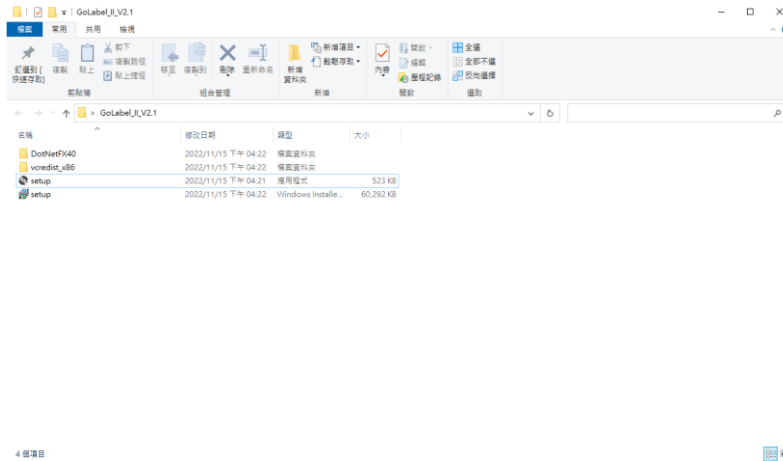 GoLabel_II_V2.1
檔案 常用 共用 檢視
釘選到 [快速存取]
複製
貼上
剪下
複製路徑
貼上捷徑
剪貼簿
移至
複製到
刪除
重新命名
組合管理
新增資料夾
新增項目
輕鬆存取
新增
內容
開啟
編輯
歷程記錄
開啟
全選
全部不選
反向選擇
選取
GoLabel_II_V2.1
名稱 修改日期 類型 大小
DotNetFX40 2022/11/15 下午 04:22 檔案資料夾
vcredist_x86 2022/11/15 下午 04:22 檔案資料夾
setup 2022/11/15 下午 04:21 應用程式 523 KB
setup 2022/11/15 下午 04:22 Windows Installe... 60,292 KB
4 個項目